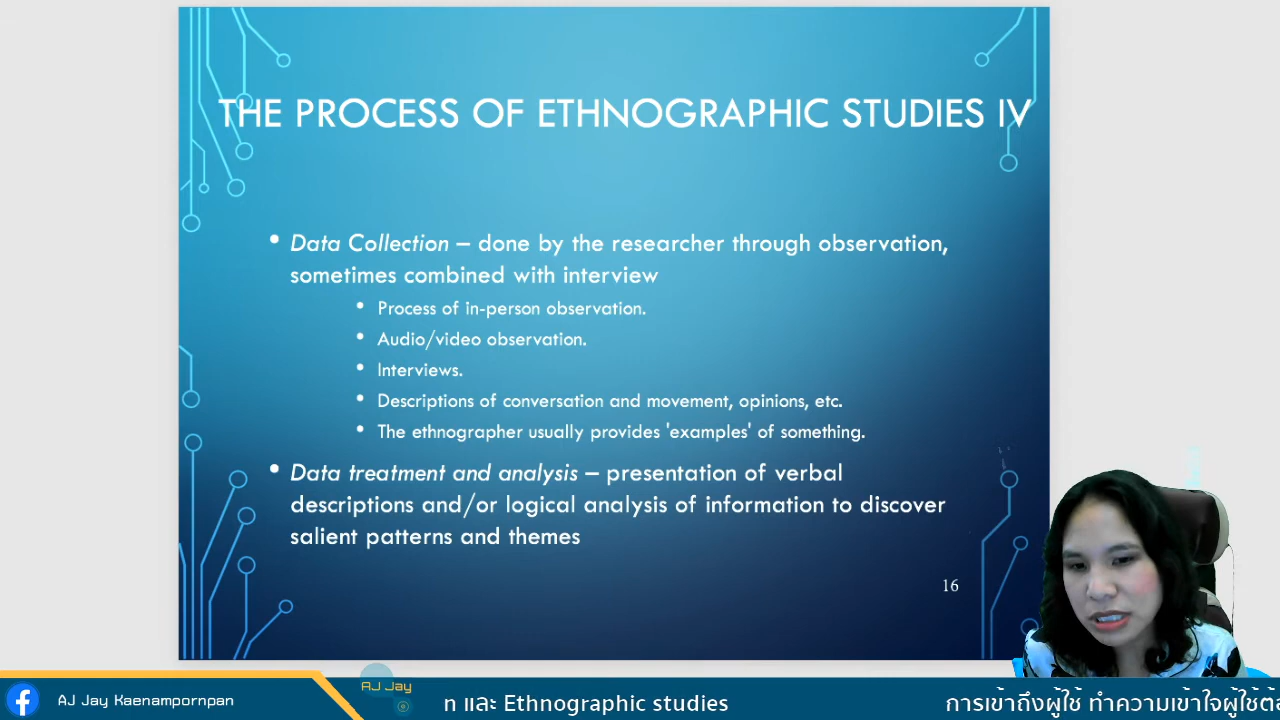 THE PROCESS OF ETHNOGRAPHIC STUDIES IV
• Data Collection – done by the researcher through observation,
sometimes combined with interview
• Process of in-person observation.
• Audio/video observation.
• Interviews.
• Descriptions of conversation and movement, opinions, etc.
• The ethnographer usually provides 'examples' of something.
• Data treatment and analysis – presentation of verbal
descriptions and/or logical analysis of information to discover
salient patterns and themes
16
AJ Jay Kaenampornpan
AJ Jay
n และ Ethnographic studies
การเข้าถึงผู้ใช้ ทำความเข้าใจผู้ใช้ต้อ